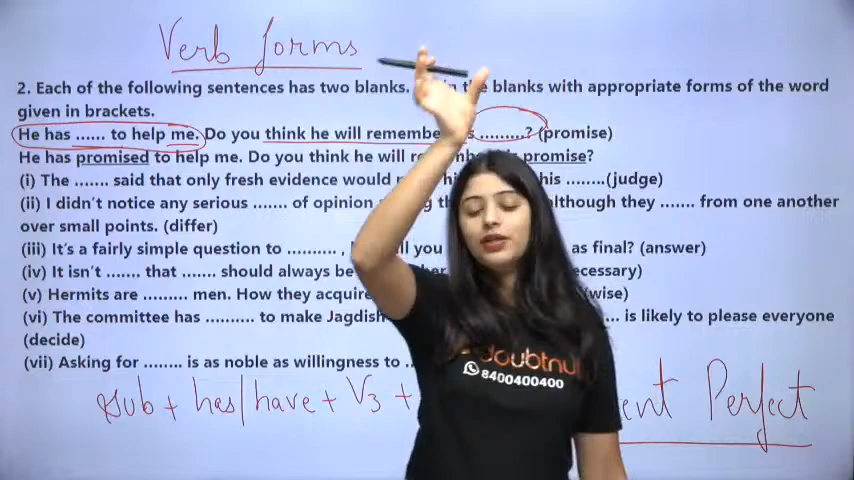 Verb forms
2. Each of the following sentences has two blanks. the blanks with appropriate forms of the word
given in brackets.
He has ...... to help me. Do you think he will remember .........? (promise)
He has promised to help me. Do you think he will promise?
(i) The ....... said that only fresh evidence would his .......(judge)
(ii) I didn't notice any serious ....... of opinion although they ....... from one another
over small points. (differ)
(iii) It's a fairly simple question to .......... , you as final? (answer)
(iv) It isn't ....... that ....... should always be
(v) Hermits are ......... men. How they (wise)
(vi) The committee has .......... to make is likely to please everyone
(decide)
(vii) Asking for ........ is as noble as willingness to ..
Sub + has/have + V3 + Perfect
doubtnut
8400400400